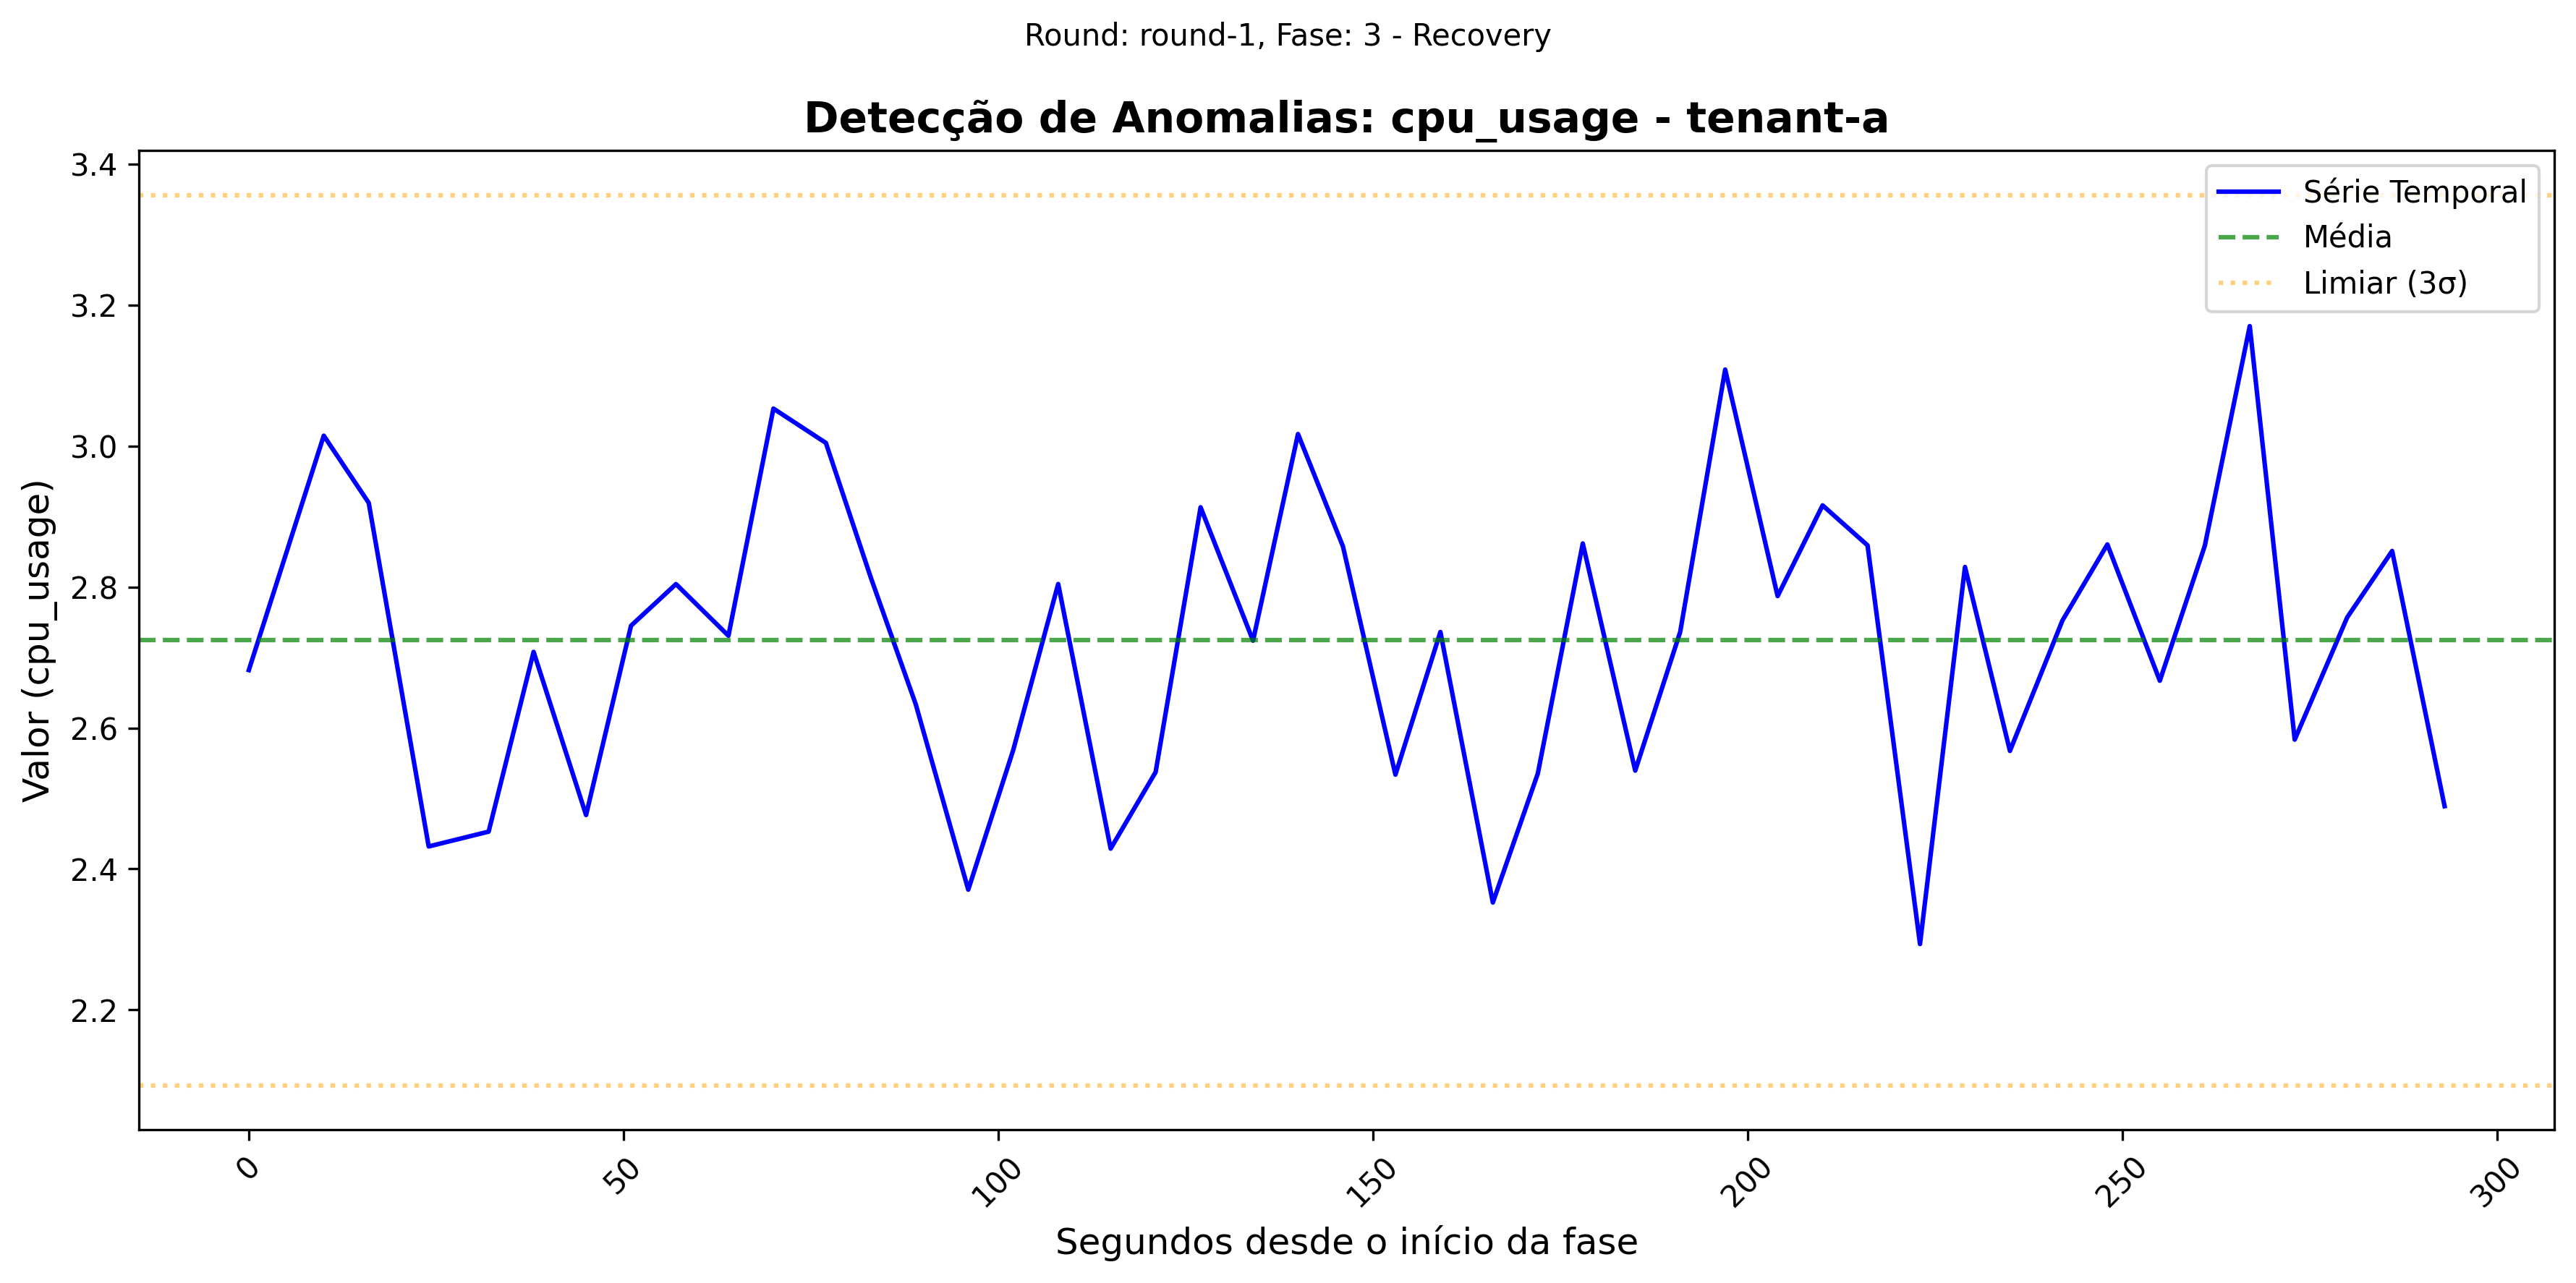 Round: round-1, Fase: 3 - Recovery
Detecção de Anomalias: cpu_usage - tenant-a
3.4
3.2
3.0
2.8
2.6
2.4
2.2
Valor (cpu_usage)
Série Temporal
Média
Limiar (3σ)
0
50
100
150
200
250
300
Segundos desde o início da fase